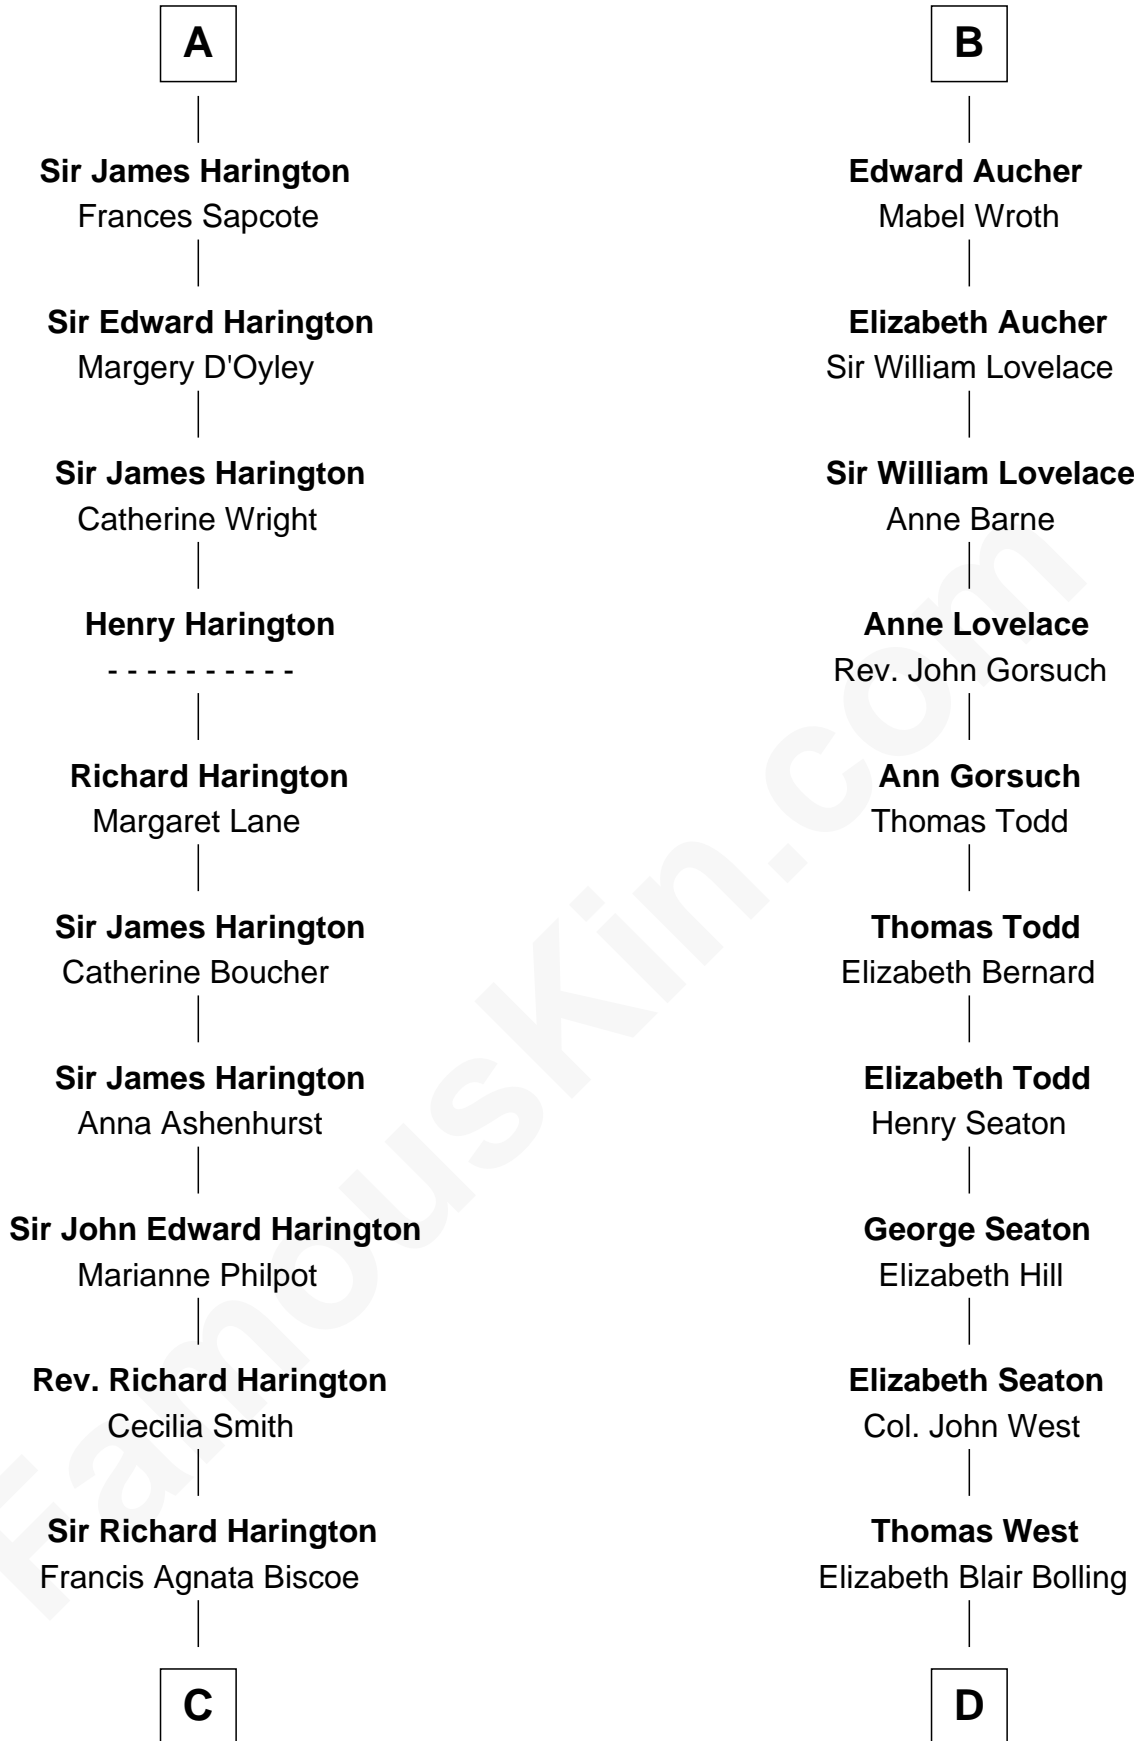 A
Sir James Harington
Frances Sapcote
Sir Edward Harington
Margery D'Oyley
Sir James Harington
Catherine Wright
Henry Harington
- - - - - - - - - -
Richard Harington
Margaret Lane
Sir James Harington
Catherine Boucher
Sir James Harington
Anna Ashenhurst
Sir John Edward Harington
Marianne Philpot
Rev. Richard Harington
Cecilia Smith
Sir Richard Harington
Francis Agnata Biscoe
C
B
Edward Aucher
Mabel Wroth
Elizabeth Aucher
Sir William Lovelace
Sir William Lovelace
Anne Barne
Anne Lovelace
Rev. John Gorsuch
Ann Gorsuch
Thomas Todd
Thomas Todd
Elizabeth Bernard
Elizabeth Todd
Henry Seaton
George Seaton
Elizabeth Hill
Elizabeth Seaton
Col. John West
Thomas West
Elizabeth Blair Bolling
D
FamousKin.com